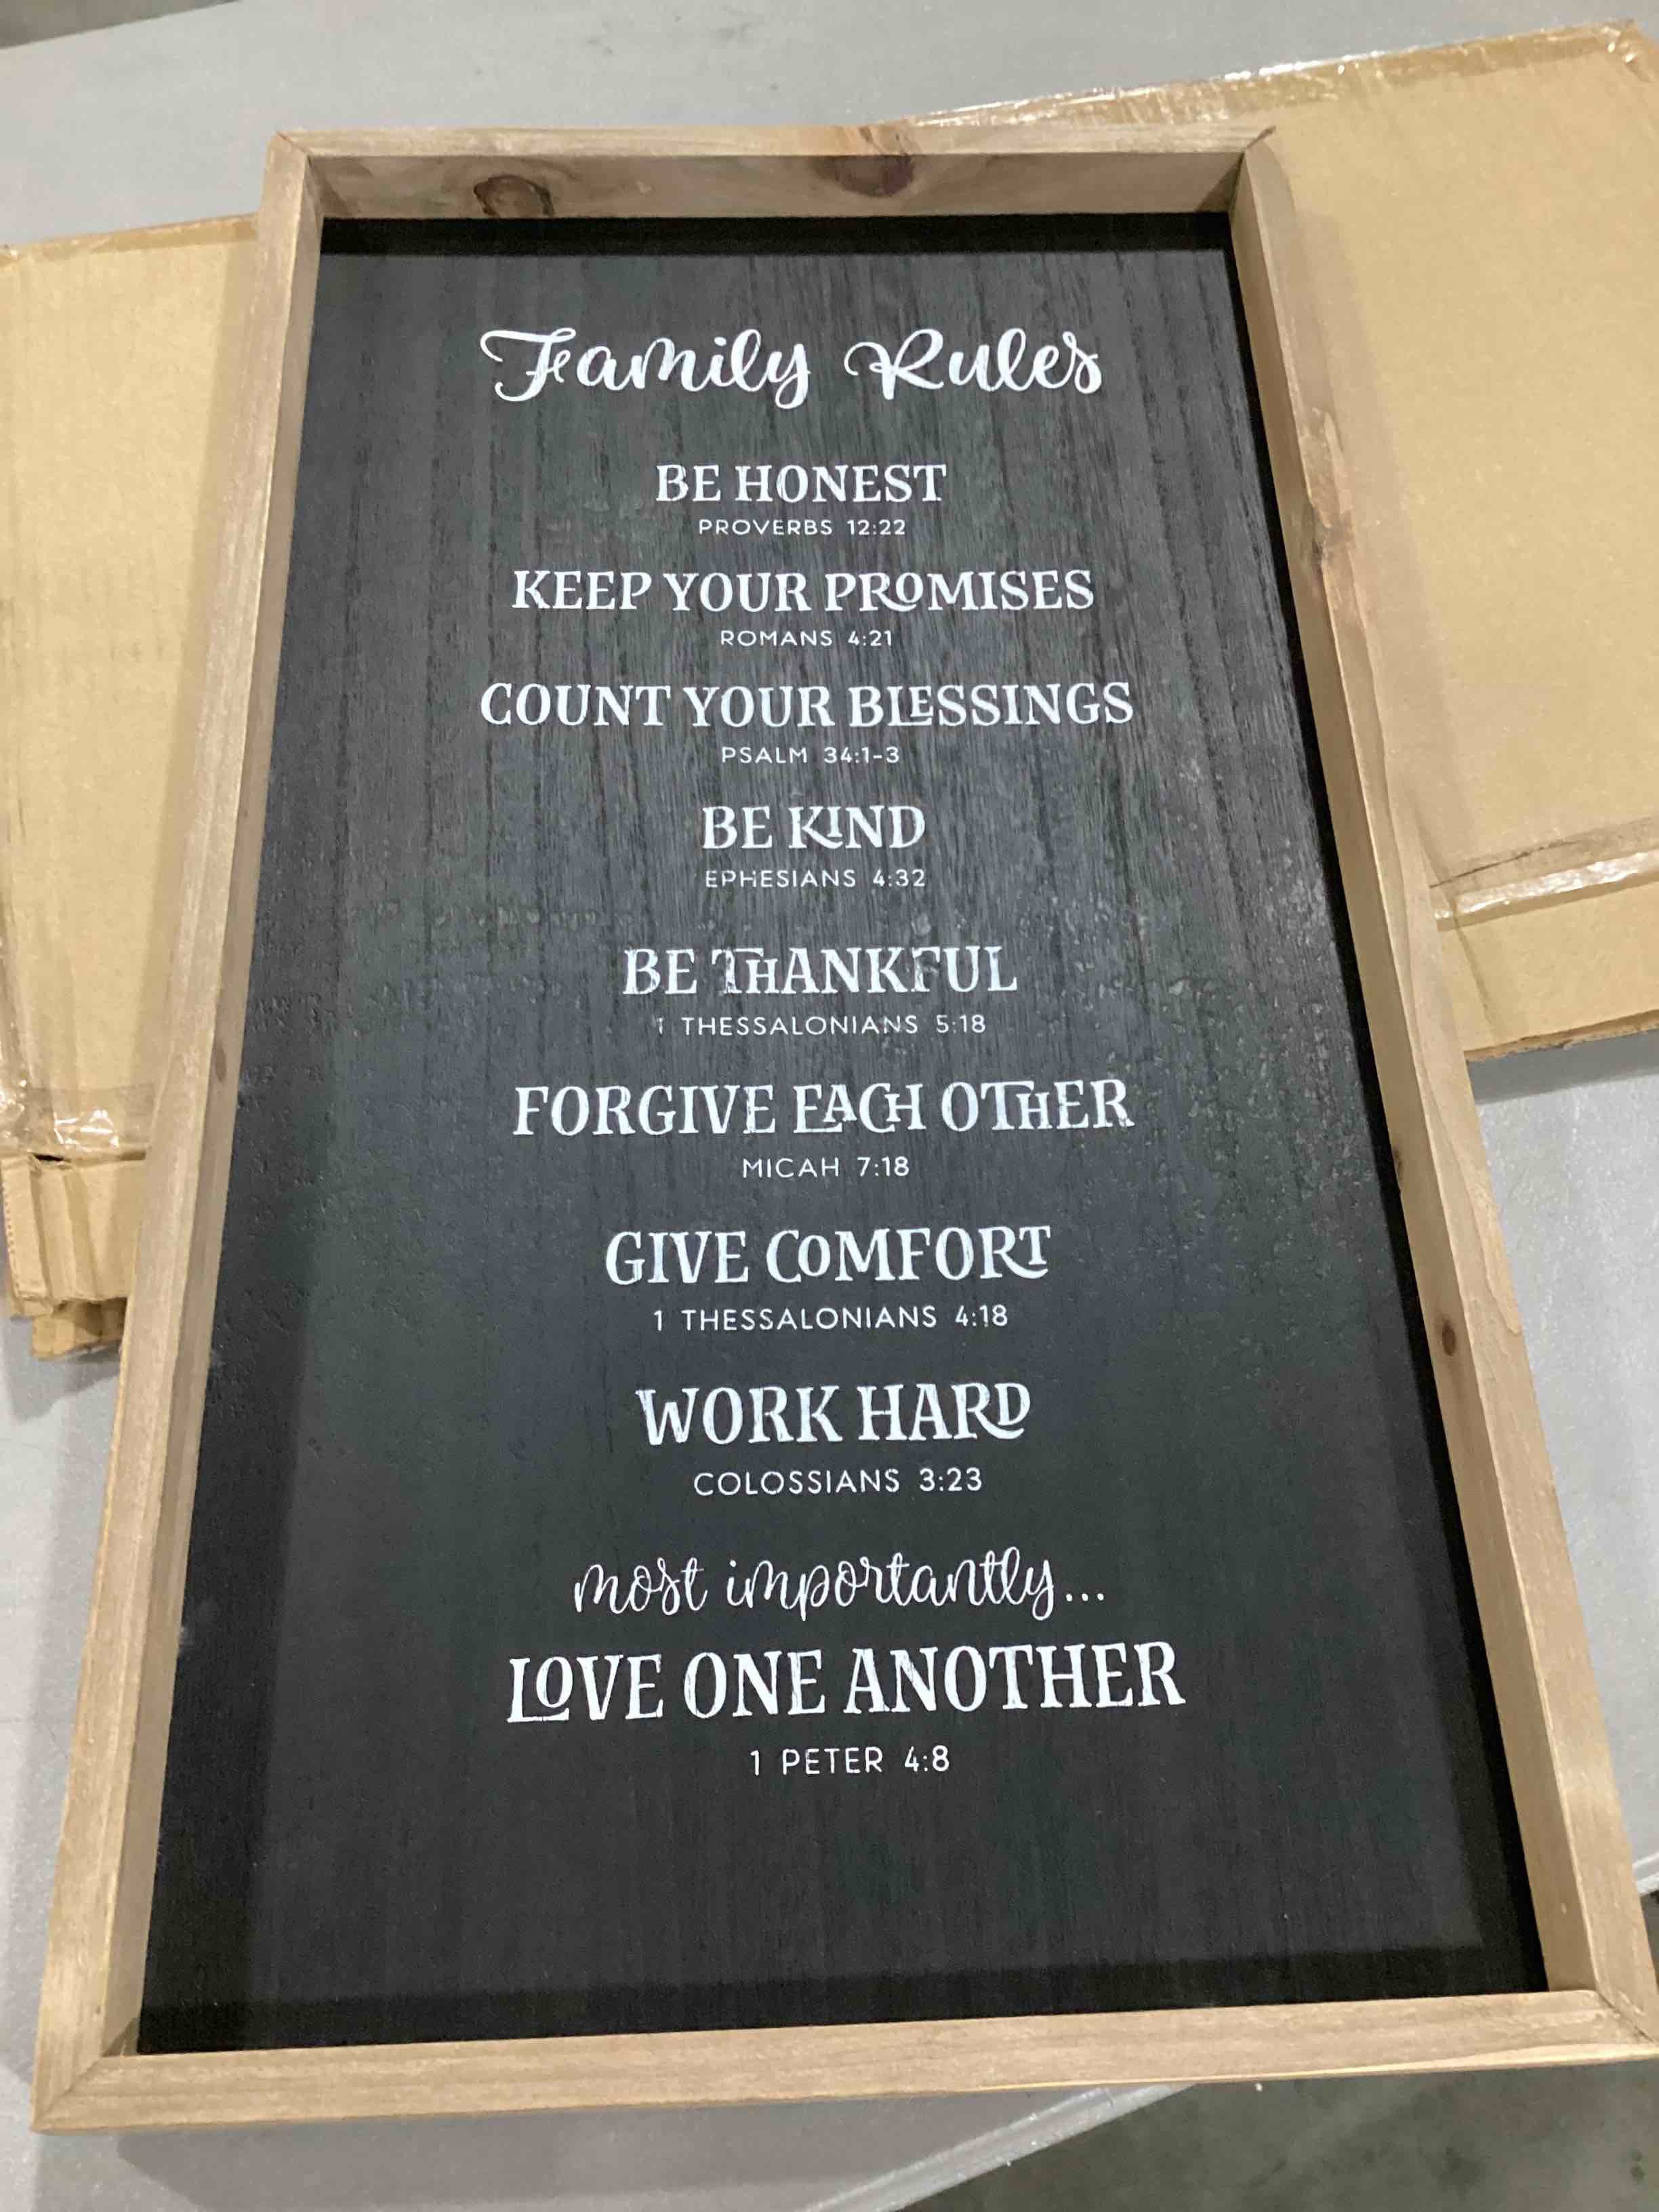 Family Rules
BE HONEST
PROVERBS 12:22
KEEP YOUR PROMISES
ROMANS 4:21
COUNT YOUR BLESSINGS
PSALM 34:1-3
BE KIND
EPHESIANS 4:32
BE THANKFUL
1 THESSALONIANS 5:18
FORGIVE EACH OTHER
MICAH 7:18
GIVE COMFORT
1 THESSALONIANS 4:18
WORK HARD
COLOSSIANS 3:23
most importantly...
LOVE ONE ANOTHER
1 PETER 4:8